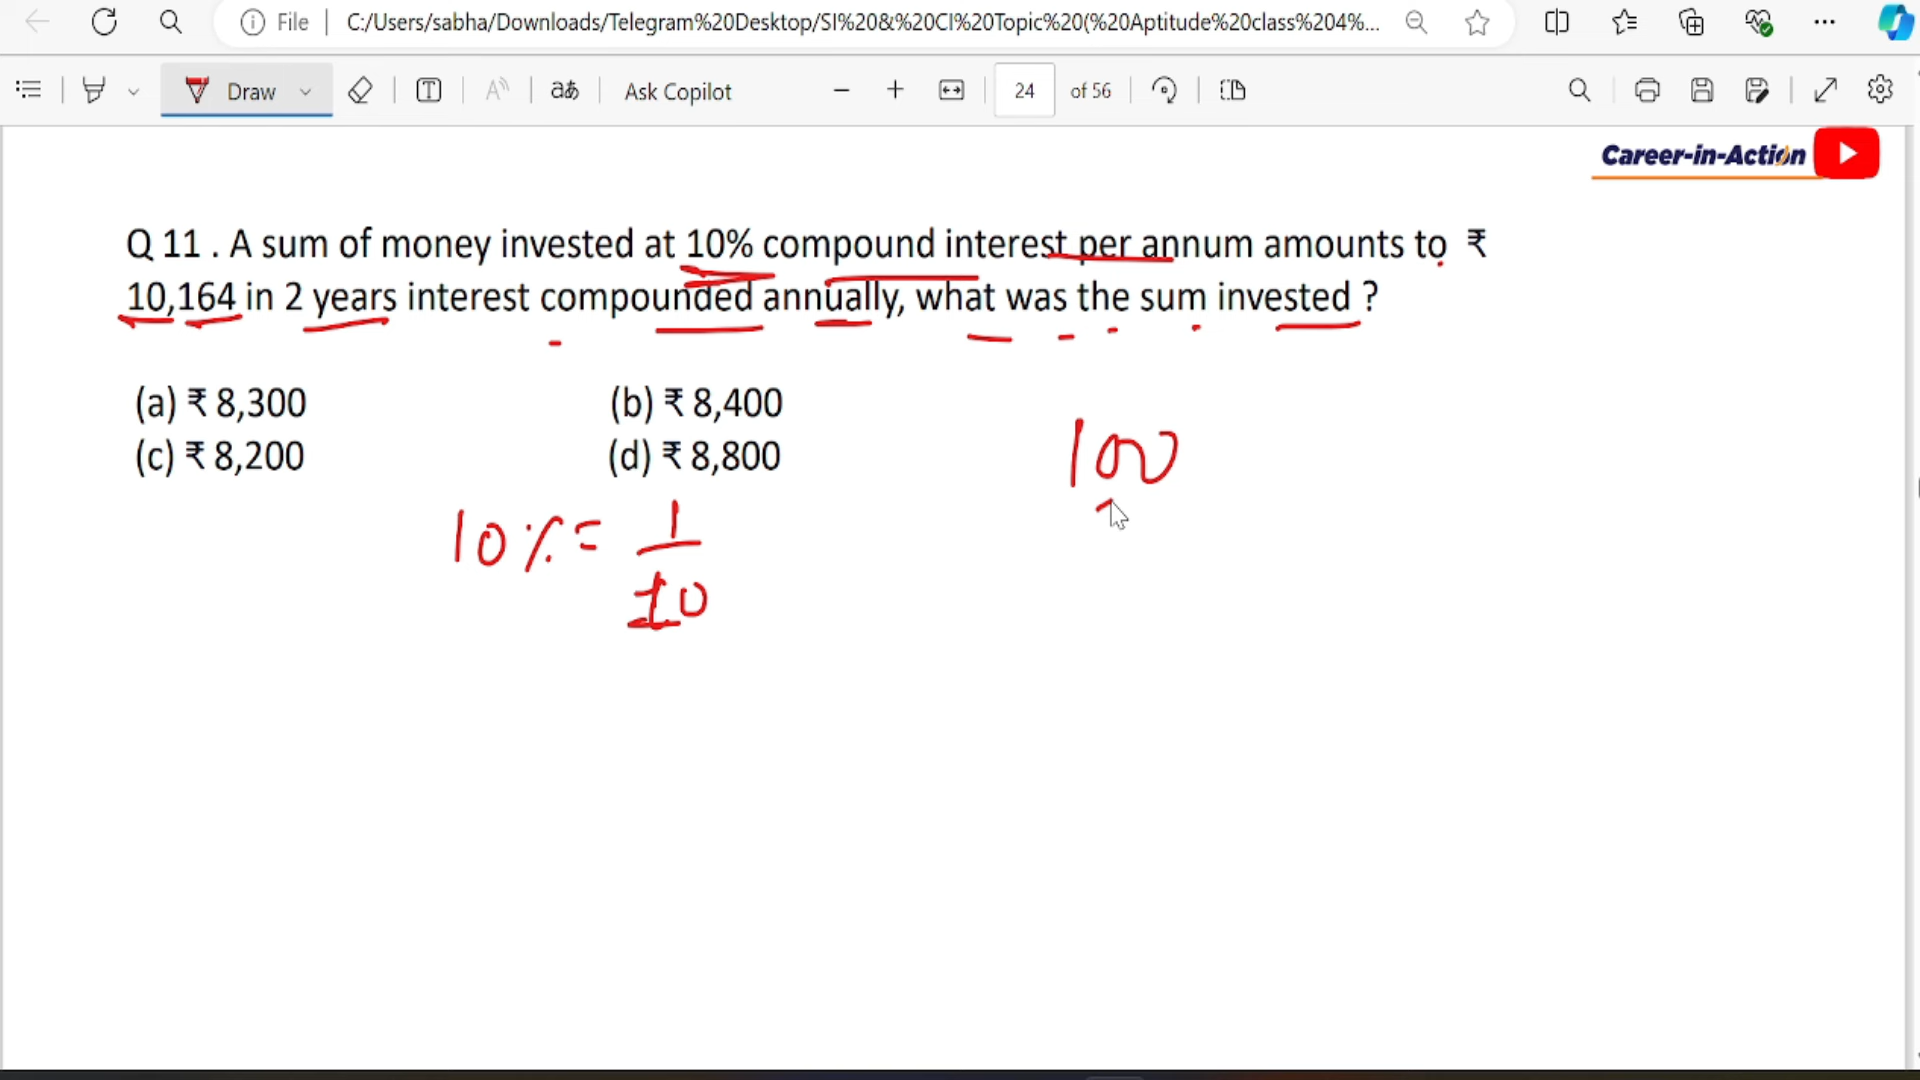 File C:/Users/sabha/Downloads/Telegram%20Desktop/SI%20&%20CI%20Topic%20(%20Aptitude%20class%204%...
Draw aあ Ask Copilot 24 of 56
Career-in-Action
Q 11 . A sum of money invested at 10% compound interest per annum amounts to ₹
10,164 in 2 years interest compounded annually, what was the sum invested ?
(a) ₹ 8,300 (b) ₹ 8,400
(c) ₹ 8,200 (d) ₹ 8,800
100
10% = 1
10